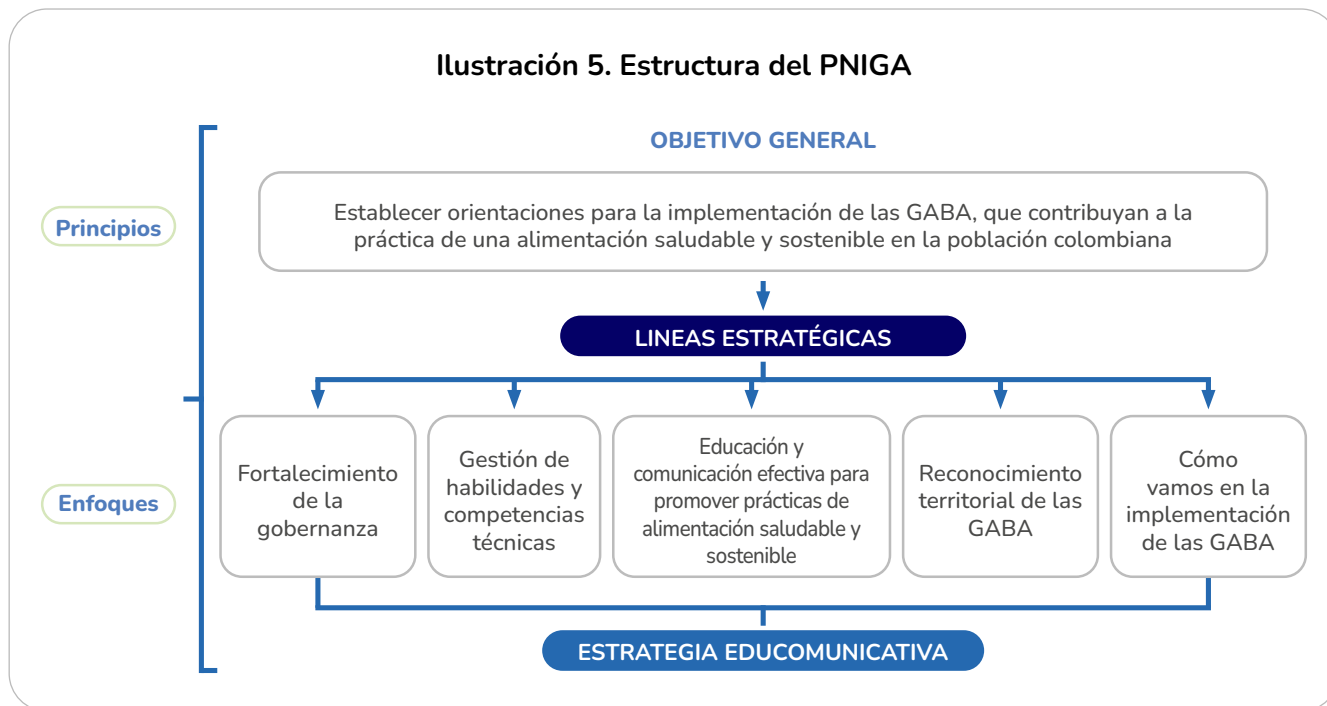 Ilustración 5. Estructura del PNIGA
OBJETIVO GENERAL
Principios
Establecer orientaciones para la implementación de las GABA, que contribuyan a la
práctica de una alimentación saludable y sostenible en la población colombiana
LINEAS ESTRATÉGICAS
Enfoques
Fortalecimiento
de la
gobernanza
Gestión de
habilidades y
competencias
técnicas
Educación y
comunicación efectiva para
promover prácticas de
alimentación saludable y
sostenible
Reconocimiento
territorial de las
GABA
Cómo
vamos en la
implementación
de las GABA
ESTRATEGIA EDUCOMUNICATIVA